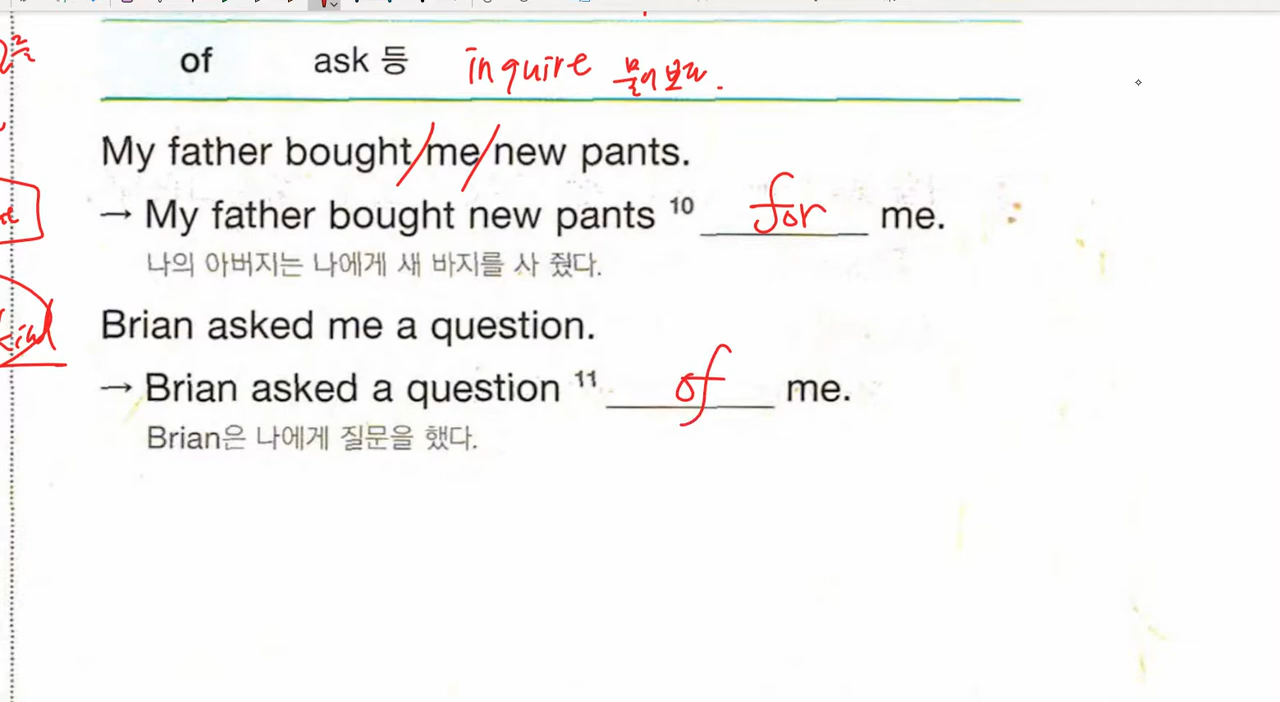 of ask 등 inquire 물어보다.
My father bought/me/new pants.
→ My father bought new pants 10 for me.
나의 아버지는 나에게 새 바지를 사 줬다.
Brian asked me a question.
→ Brian asked a question 11 of me.
Brian은 나에게 질문을 했다.